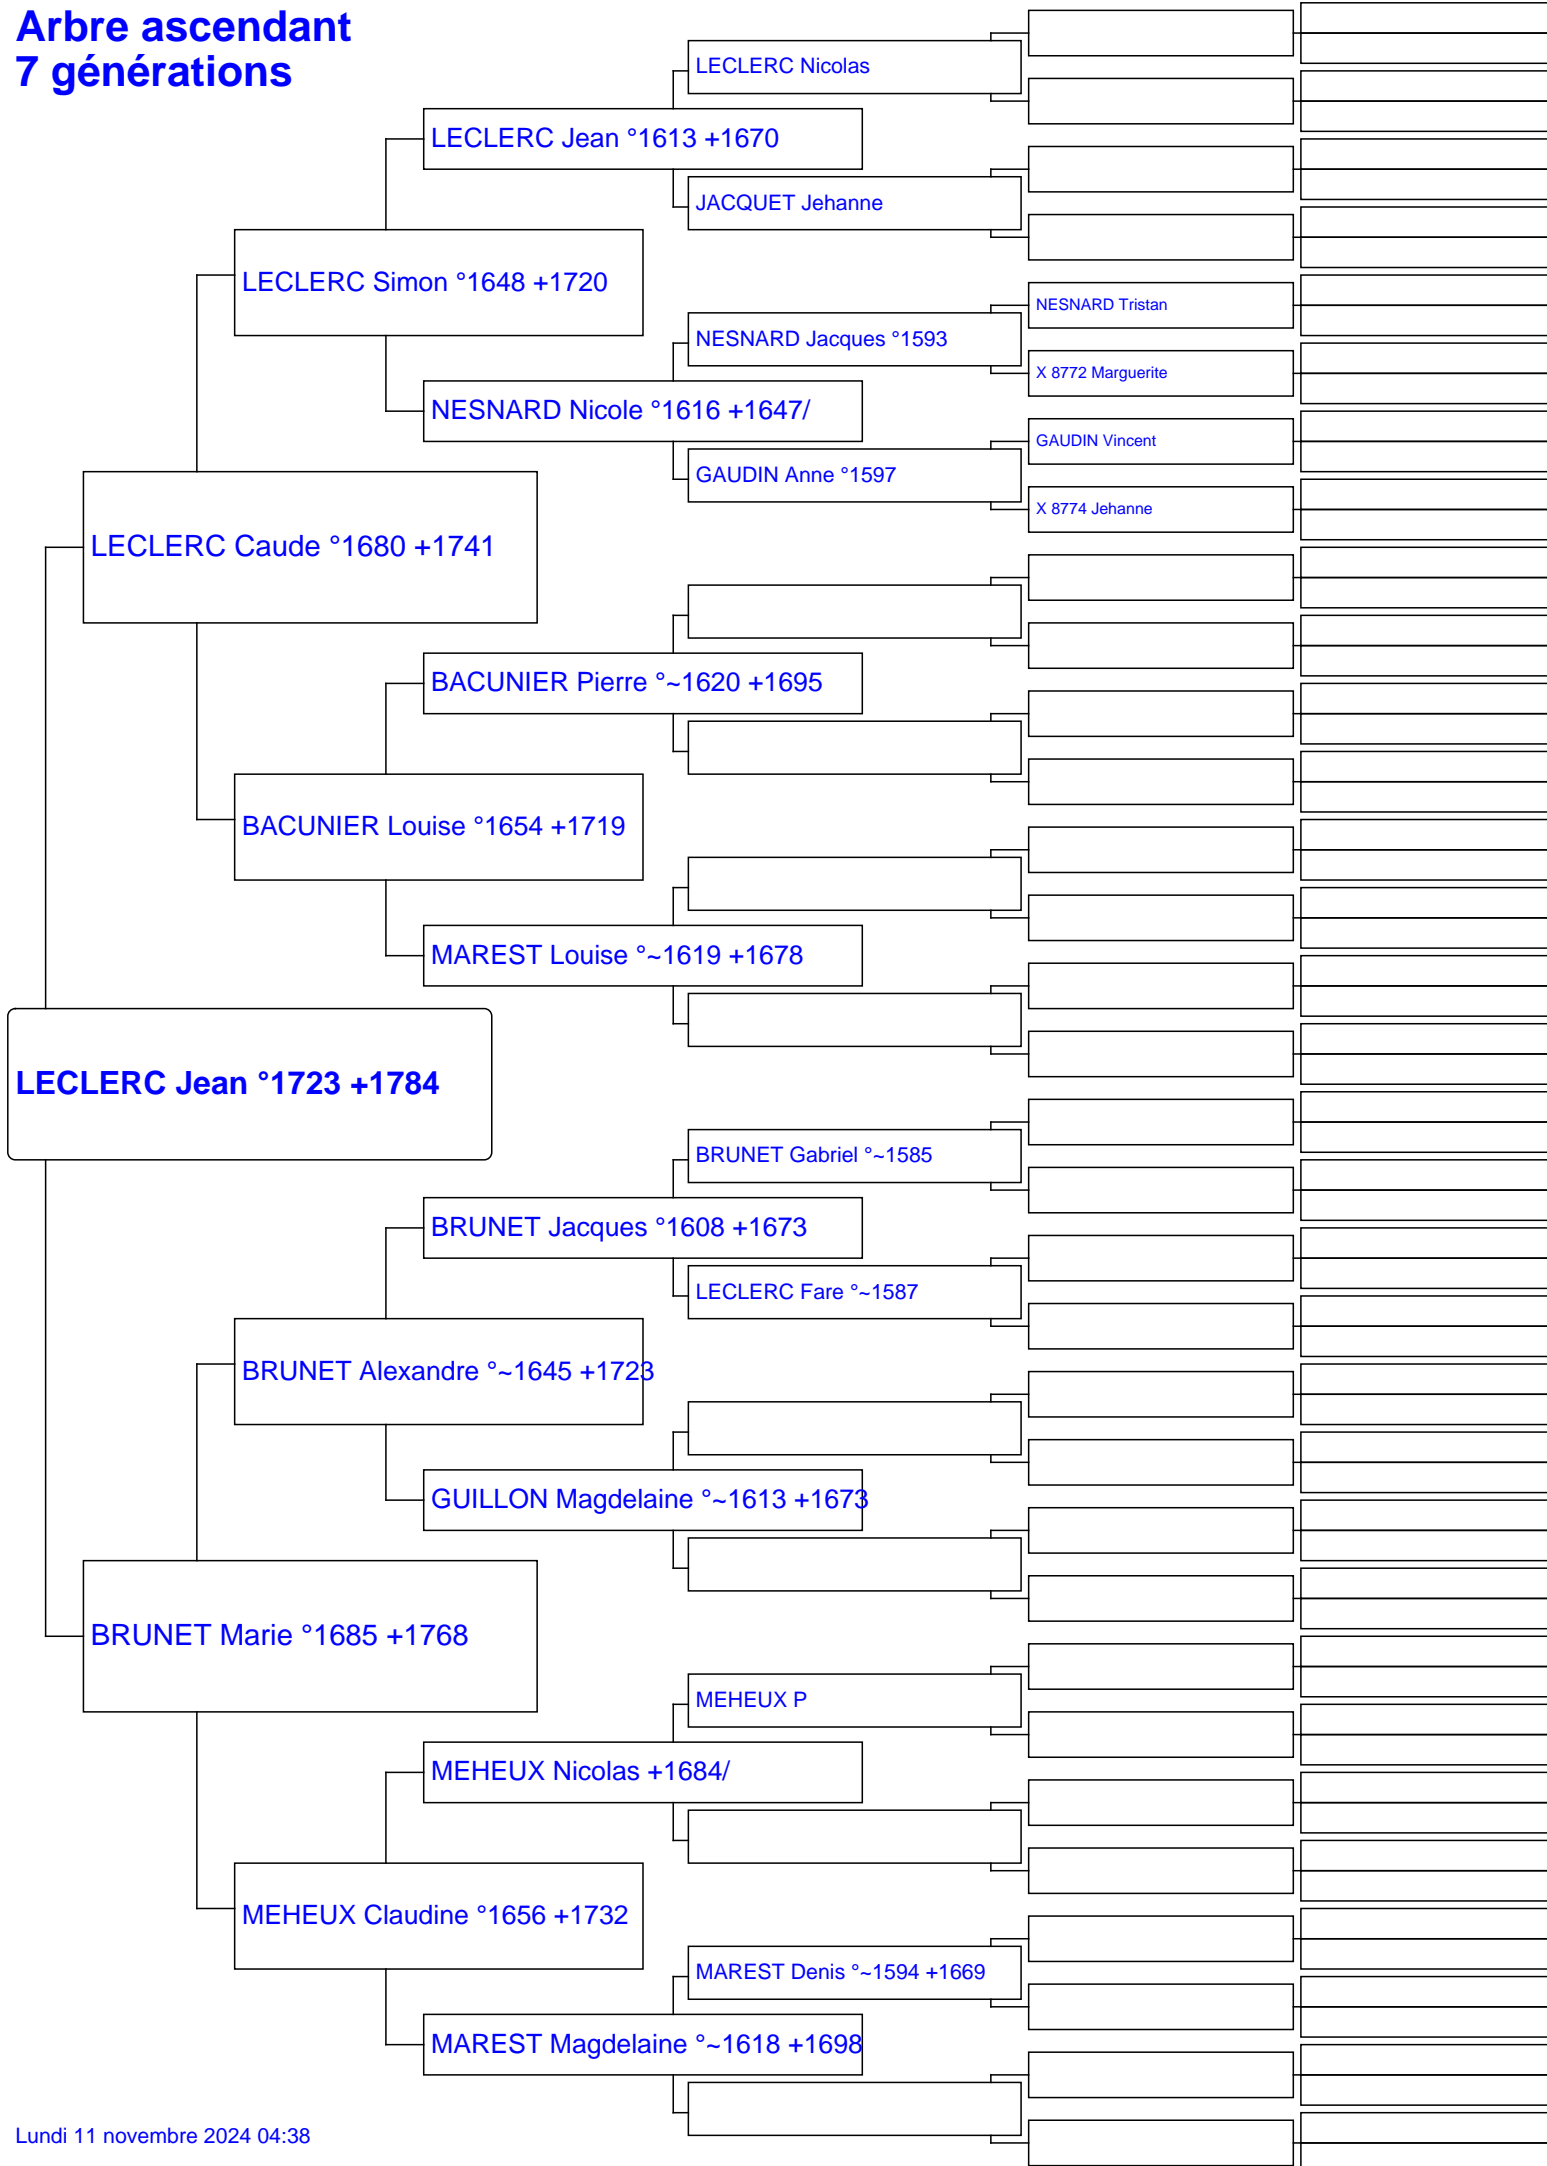 Arbre ascendant
7 générations
LECLERC Nicolas
LECLERC Jean °1613 +1670
JACQUET Jehanne
LECLERC Simon °1648 +1720
NESNARD Tristan
NESNARD Jacques °1593
X 8772 Marguerite
NESNARD Nicole °1616 +1647/
GAUDIN Vincent
GAUDIN Anne °1597
X 8774 Jehanne
LECLERC Caude °1680 +1741
BACUNIER Pierre °~1620 +1695
BACUNIER Louise °1654 +1719
MAREST Louise °~1619 +1678
LECLERC Jean °1723 +1784
BRUNET Gabriel °~1585
BRUNET Jacques °1608 +1673
LECLERC Fare °~1587
BRUNET Alexandre °~1645 +1723
GUILLON Magdelaine °~1613 +1673
BRUNET Marie °1685 +1768
MEHEUX P
MEHEUX Nicolas +1684/
MEHEUX Claudine °1656 +1732
MAREST Denis °~1594 +1669
MAREST Magdelaine °~1618 +1698
Lundi 11 novembre 2024 04:38